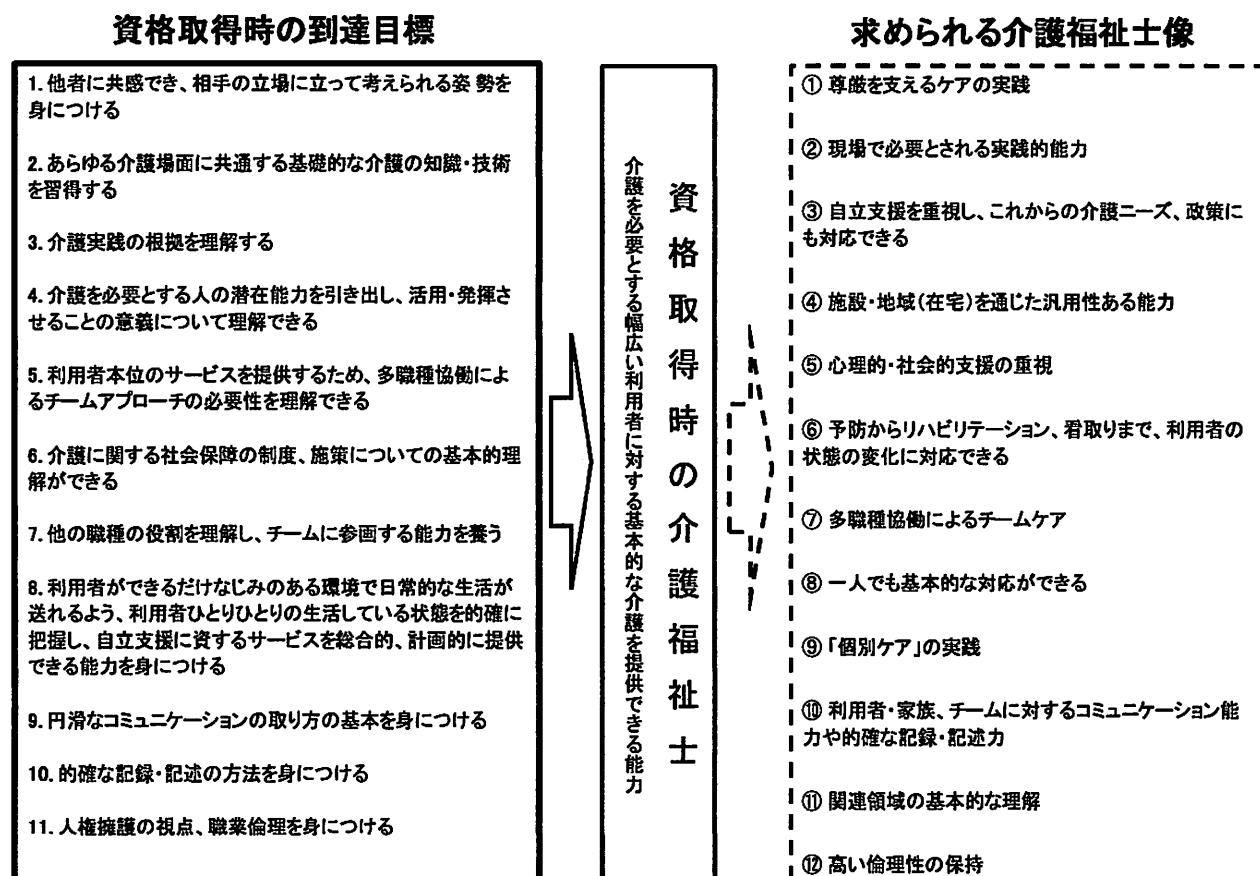 資格取得時の到達目標
1. 他者に共感でき、相手の立場に立って考えられる姿 勢を
身につける
2. あらゆる介護場面に共通する基礎的な介護の知識・技術
を習得する
3. 介護実践の根拠を理解する
4. 介護を必要とする人の潜在能力を引き出し、活用・発揮さ
せることの意義について理解できる
5. 利用者本位のサービスを提供するため、多職種協働によ
るチームアプローチの必要性を理解できる
6. 介護に関する社会保障の制度、施策についての基本的理
解ができる
7. 他の職種の役割を理解し、チームに参画する能力を養う
8. 利用者ができるだけなじみのある環境で日常的な生活が
送れるよう、利用者ひとりひとりの生活している状態を的確に
把握し、自立支援に資するサービスを総合的、計画的に提供
できる能力を身につける
9. 円滑なコミュニケーションの取り方の基本を身につける
10. 的確な記録・記述の方法を身につける
11. 人権擁護の視点、職業倫理を身につける
資格取得時の介護福祉士
介護を必要とする幅広い利用者に対する基本的な介護を提供できる能力
求められる介護福祉士像
① 尊厳を支えるケアの実践
② 現場で必要とされる実践的能力
③ 自立支援を重視し、これからの介護ニーズ、政策に
も対応できる
④ 施設・地域(在宅)を通じた汎用性ある能力
⑤ 心理的・社会的支援の重視
⑥ 予防からリハビリテーション、看取りまで、利用者の
状態の変化に対応できる
⑦ 多職種協働によるチームケア
⑧ 一人でも基本的な対応ができる
⑨ 「個別ケア」の実践
⑩ 利用者・家族、チームに対するコミュニケーション能
力や的確な記録・記述力
⑪ 関連領域の基本的な理解
⑫ 高い倫理性の保持